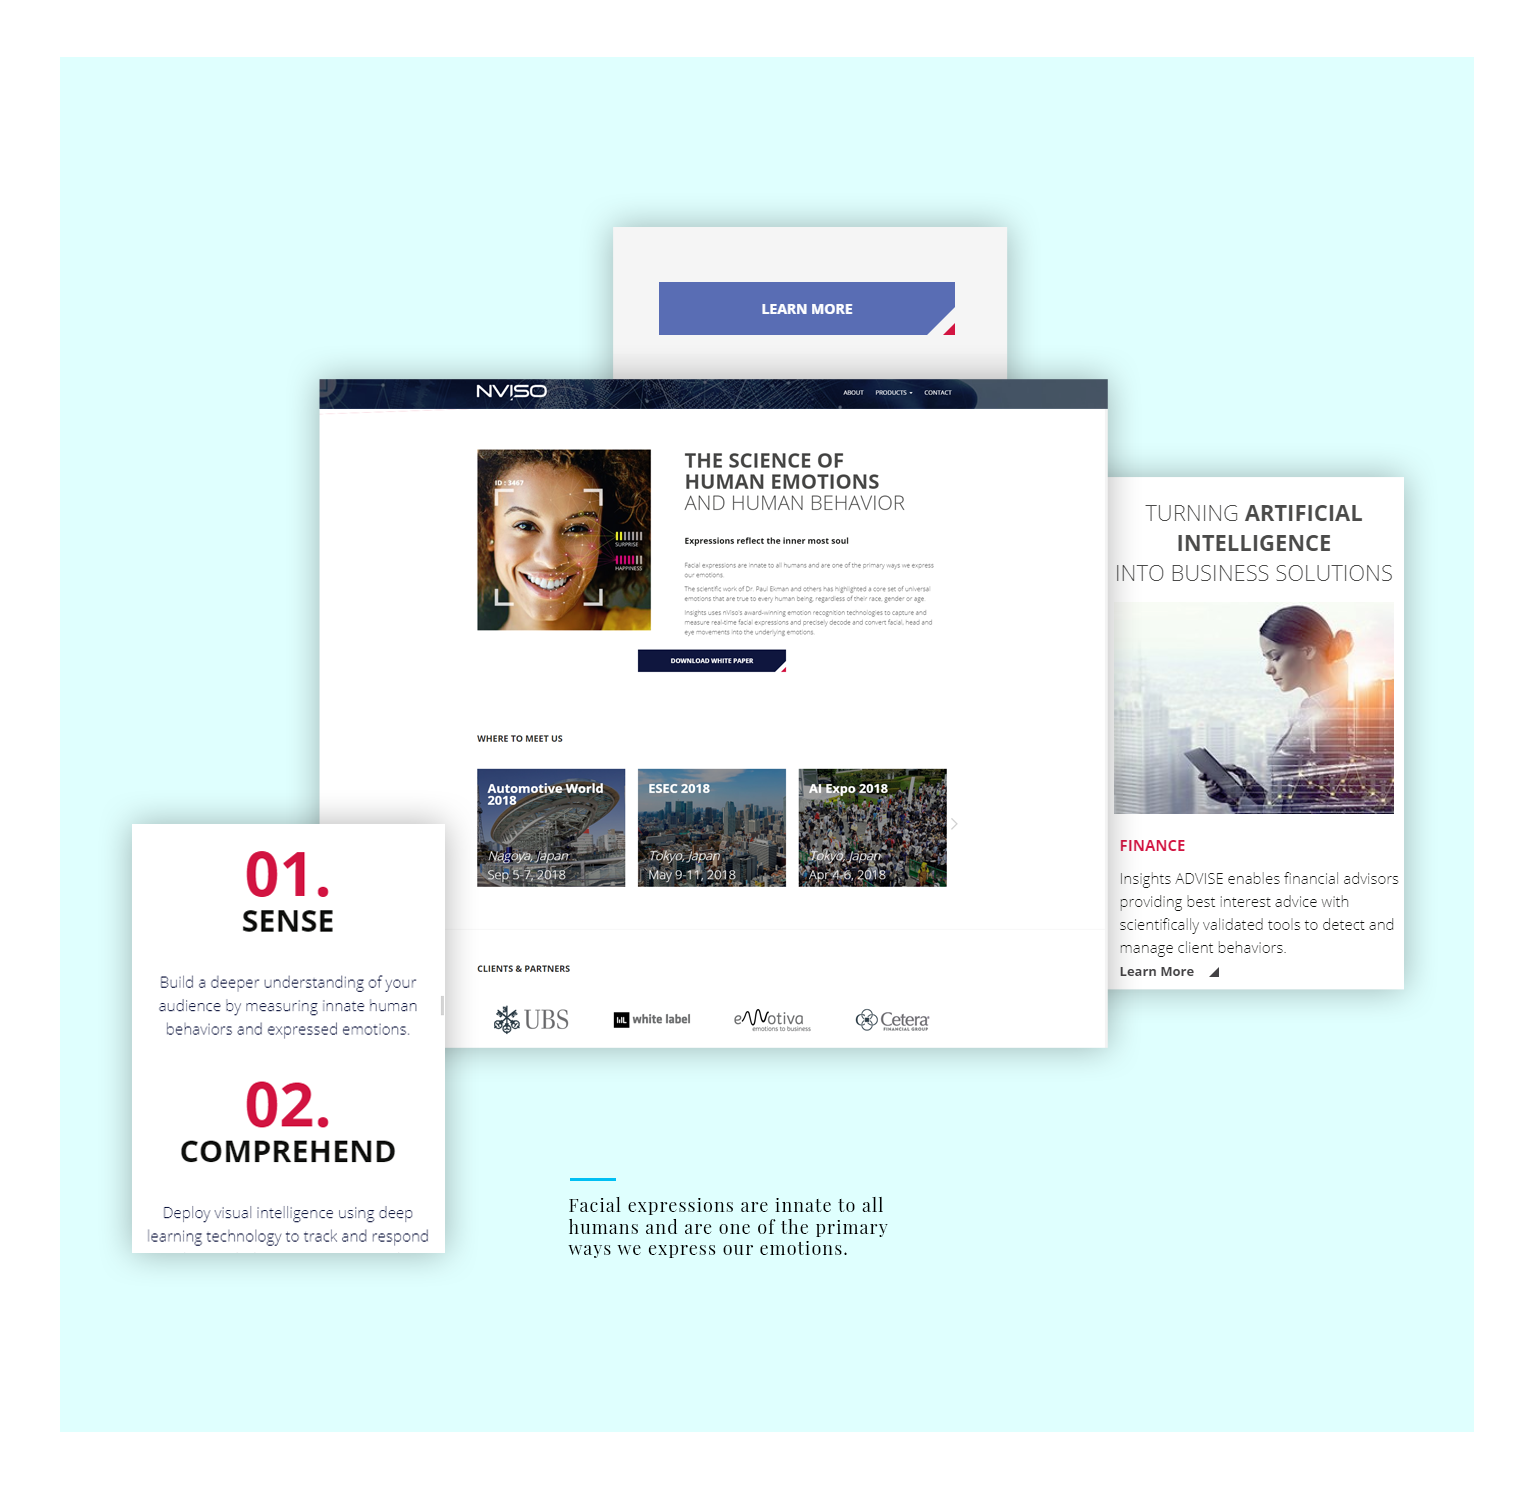 LEARN MORE
NVISO
ABOUT PRODUCTS CONTACT
ID : 3467
SURPRISE
HAPPINESS
THE SCIENCE OF
HUMAN EMOTIONS
AND HUMAN BEHAVIOR
Expressions reflect the inner most soul
Facial expressions are innate to all humans and are one of the primary ways we express
our emotions.
The scientific work of Dr. Paul Ekman and others has highlighted a core set of universal
emotions that are true to every human being, regardless of their race, gender or age.
Insights uses nViso's award-winning emotion recognition technologies to capture and
measure real-time facial expressions and precisely decode and convert facial, head and
eye movements into the underlying emotions.
DOWNLOAD WHITE PAPER
WHERE TO MEET US
Automotive World
2018
Nagoya, Japan
Sep 5-7, 2018
ESEC 2018
Tokyo, Japan
May 9-11, 2018
AI Expo 2018
Tokyo, Japan
Apr 4-6, 2018
CLIENTS & PARTNERS
UBS
WL white label
eMotiva
emotions to business
Cetera
FINANCIAL GROUP
TURNING ARTIFICIAL
INTELLIGENCE
INTO BUSINESS SOLUTIONS
FINANCE
Insights ADVISE enables financial advisors
providing best interest advice with
scientifically validated tools to detect and
manage client behaviors.
Learn More
01.
SENSE
Build a deeper understanding of your
audience by measuring innate human
behaviors and expressed emotions.
02.
COMPREHEND
Deploy visual intelligence using deep
learning technology to track and respond
Facial expressions are innate to all
humans and are one of the primary
ways we express our emotions.